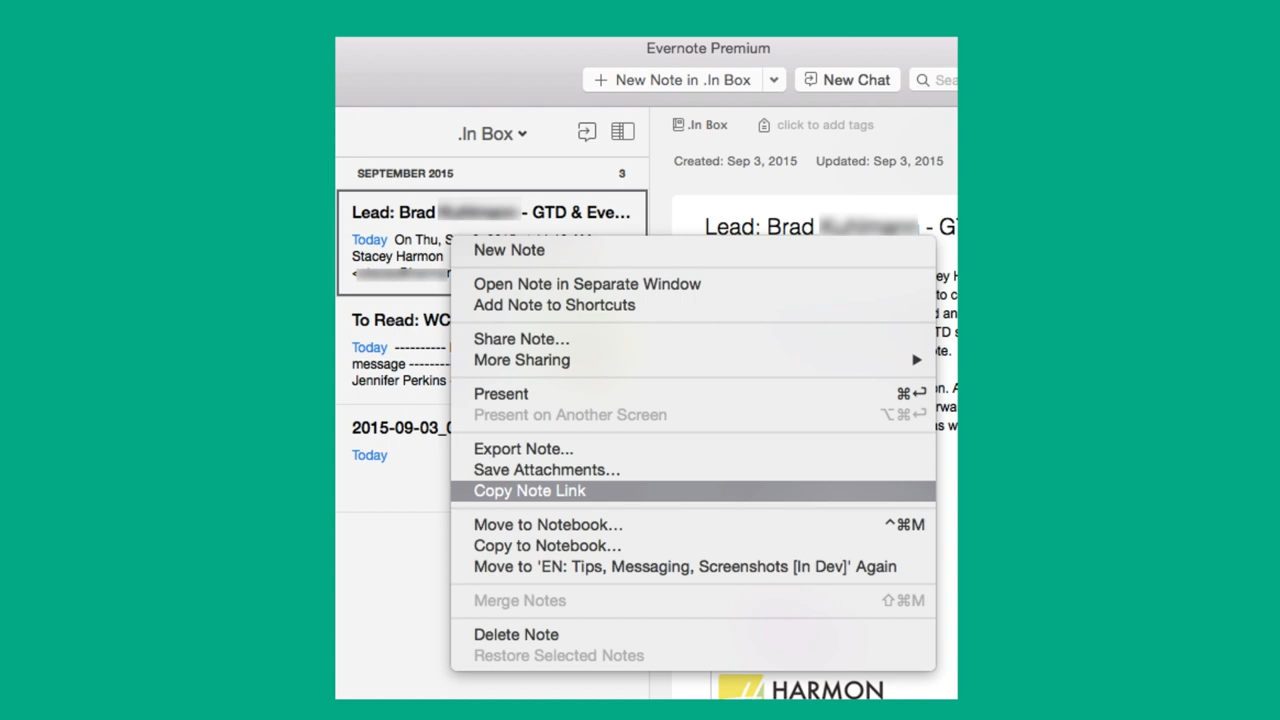 Evernote Premium
+ New Note in .In Box
New Chat
.In Box
.In Box
click to add tags
Created: Sep 3, 2015 Updated: Sep 3, 2015
SEPTEMBER 2015 3
Lead: Brad - GTD & Eve...
Today On Thu,
Stacey Harmon
To Read: WC
Today ----------
message --------
Jennifer Perkins
2015-09-03_
Today
Lead: Brad - G
to c
TD s
New Note
Open Note in Separate Window
Add Note to Shortcuts
Share Note...
More Sharing ▶
Present ⌘↩
Present on Another Screen ⌥⌘↩
Export Note...
Save Attachments...
Copy Note Link
Move to Notebook... ^⌘M
Copy to Notebook...
Move to 'EN: Tips, Messaging, Screenshots [In Dev]' Again
Merge Notes ⇧⌘M
Delete Note
Restore Selected Notes
HARMON